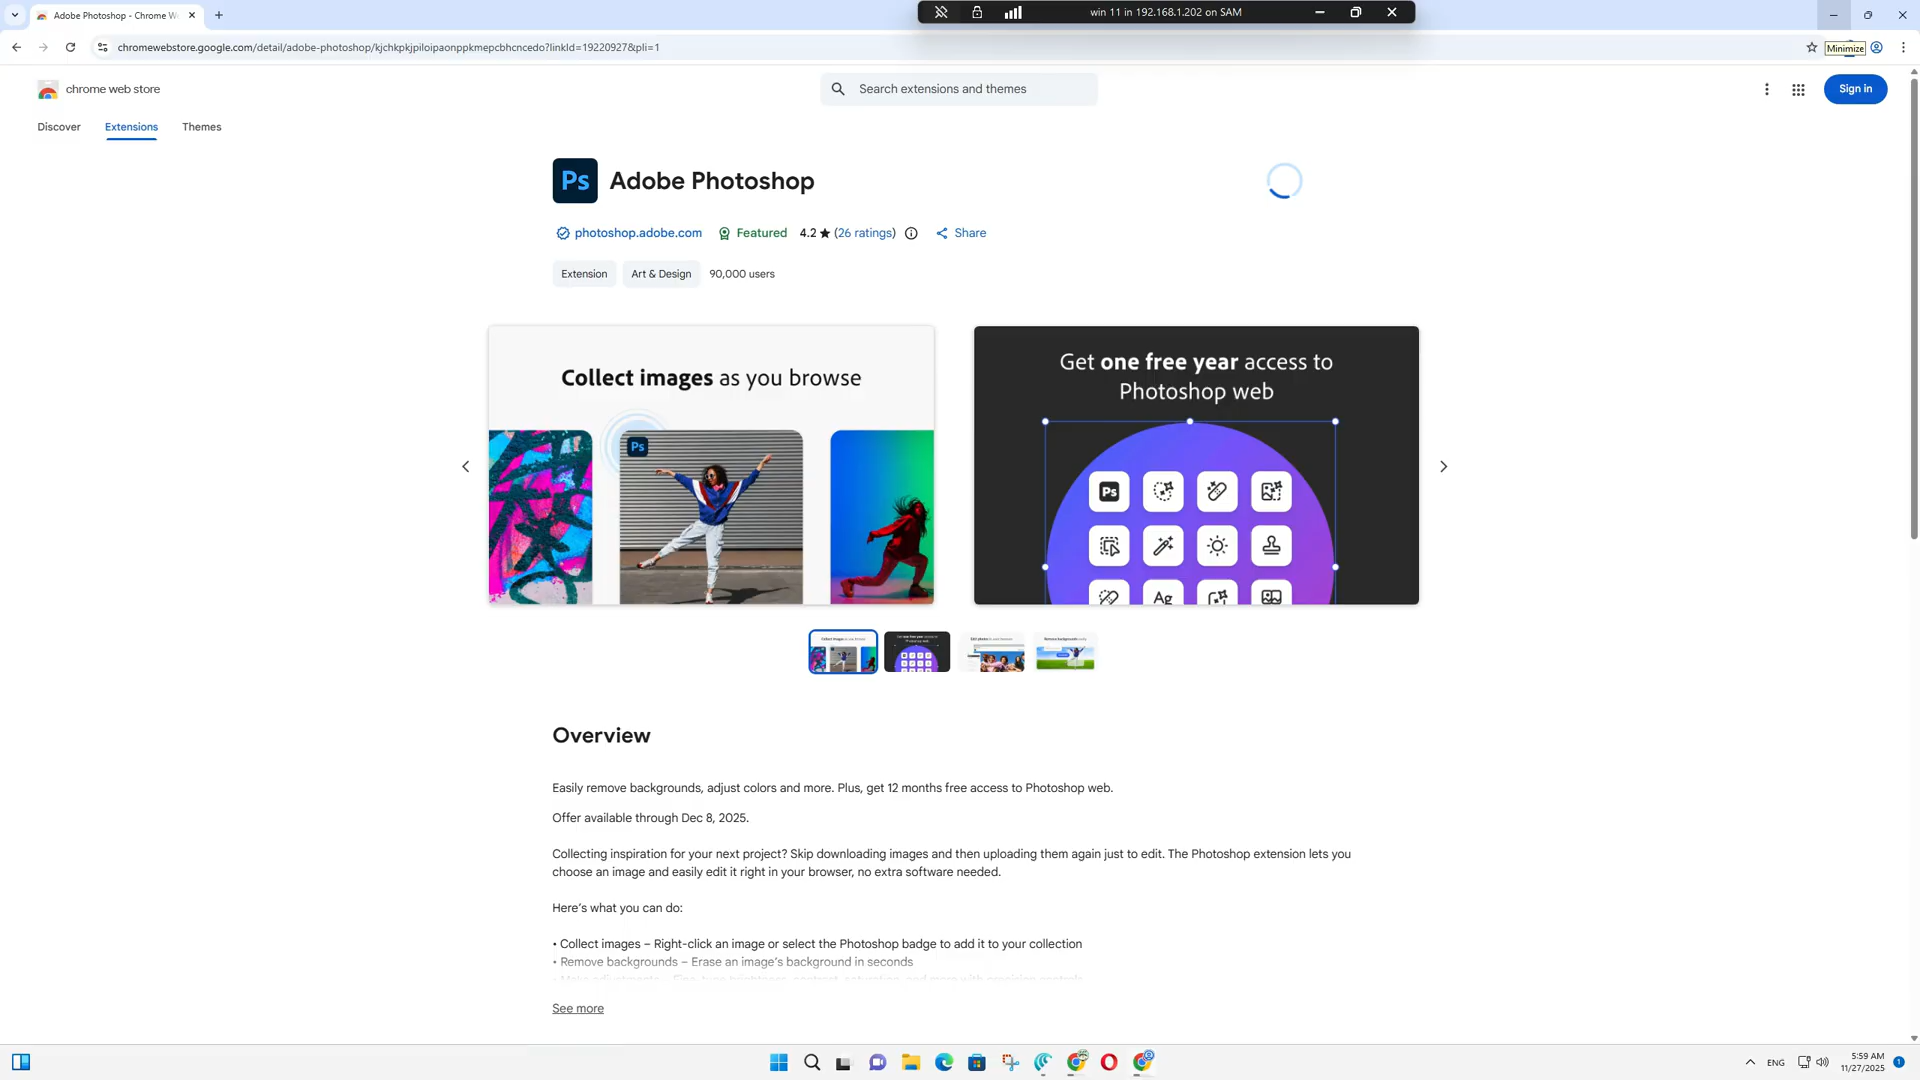 Adobe Photoshop - Chrome W
win 11 in 192.168.1.202 on SAM
chromewebstore.google.com/detail/adobe-photoshop/kjchkpkjpiloipaonppkmepcbhcncedo?linkId=19220927&pli=1
Minimize
chrome web store
Search extensions and themes
Sign in
Discover
Extensions
Themes
Ps
Adobe Photoshop
photoshop.adobe.com
Featured
4.2 ★ (26 ratings)
Share
Extension
Art & Design
90,000 users
Collect images as you browse
Ps
Get one free year access to
Photoshop web
Ps
Ag
Overview
Easily remove backgrounds, adjust colors and more. Plus, get 12 months free access to Photoshop web.
Offer available through Dec 8, 2025.
Collecting inspiration for your next project? Skip downloading images and then uploading them again just to edit. The Photoshop extension lets you
choose an image and easily edit it right in your browser, no extra software needed.
Here's what you can do:
• Collect images – Right-click an image or select the Photoshop badge to add it to your collection
• Remove backgrounds – Erase an image's background in seconds
See more
ENG
5:59 AM
11/27/2025
1